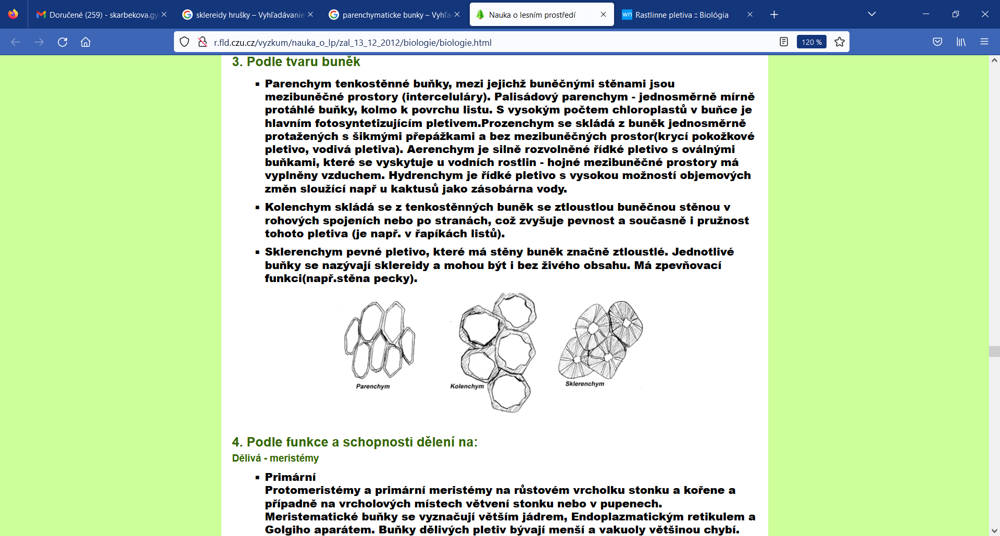 Doručené (259) - skarbekova.gy
sklereidy hrušky – Vyhľadávanie
parenchymaticke bunky – Vyhľa
Nauka o lesním prostředí
wn Rastlinne pletiva :: Biológia
r.fld.czu.cz/vyzkum/nauka_o_lp/zal_13_12_2012/biologie/biologie.html
120 %
3. Podle tvaru buněk
Parenchym tenkostěnné buňky, mezi jejichž buněčnými stěnami jsou
mezibuněčné prostory (interceluláry). Palisádový parenchym - jednosměrně mírně
protáhlé buňky, kolmo k povrchu listu. S vysokým počtem chloroplastů v buňce je
hlavním fotosyntetizujícím pletivem.Prozenchym se skládá z buněk jednosměrně
protažených s šikmými přepážkami a bez mezibuněčných prostor(krycí pokožkové
pletivo, vodivá pletiva). Aerenchym je silně rozvolněné řídké pletivo s oválnými
buňkami, které se vyskytuje u vodních rostlin - hojné mezibuněčné prostory má
vyplněny vzduchem. Hydrenchym je řídké pletivo s vysokou možností objemových
změn sloužící např u kaktusů jako zásobárna vody.
Kolenchym skládá se z tenkostěnných buněk se ztloustlou buněčnou stěnou v
rohových spojeních nebo po stranách, což zvyšuje pevnost a současně i pružnost
tohoto pletiva (je např. v řapíkách listů).
Sklerenchym pevné pletivo, které má stěny buněk značně ztloustlé. Jednotlivé
buňky se nazývají sklereidy a mohou být i bez živého obsahu. Má zpevňovací
funkci(např.stěna pecky).
Parenchym
Kolenchym
Sklerenchym
4. Podle funkce a schopnosti dělení na:
Dělivá - meristémy
Primární
Protomeristémy a primární meristémy na růstovém vrcholku stonku a kořene a
případně na vrcholových místech větvení stonku nebo v pupenech.
Meristematické buňky se vyznačují větším jádrem, Endoplazmatickým retikulem a
Golgiho aparátem. Buňky dělivých pletiv bývají menší a vakuoly většinou chybí.